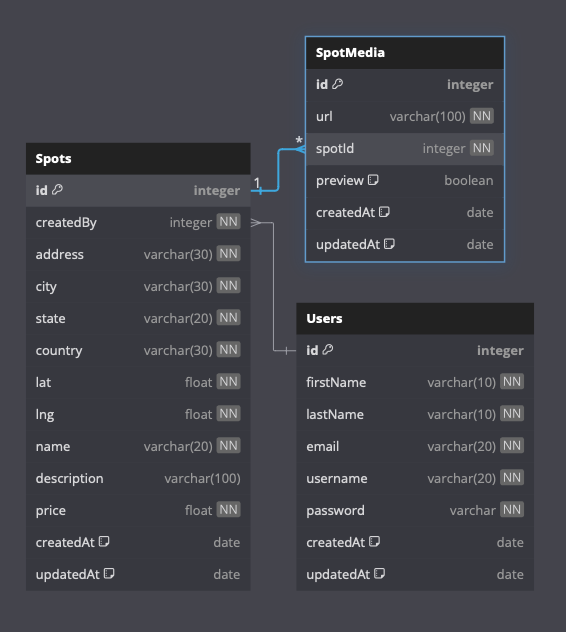 SpotMedia
id integer
url varchar(100) NN
spotId integer NN
preview boolean
createdAt date
updatedAt date
*
1
Spots
id integer
createdBy integer NN
address varchar(30) NN
city varchar(30) NN
state varchar(20) NN
country varchar(30) NN
lat float NN
lng float NN
name varchar(20) NN
description varchar(100)
price float NN
createdAt date
updatedAt date
Users
id integer
firstName varchar(10) NN
lastName varchar(10) NN
email varchar(20) NN
username varchar(20) NN
password varchar NN
createdAt date
updatedAt date